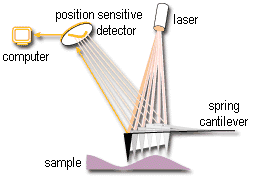 position sensitive
detector
laser
computer
spring
cantilever
sample